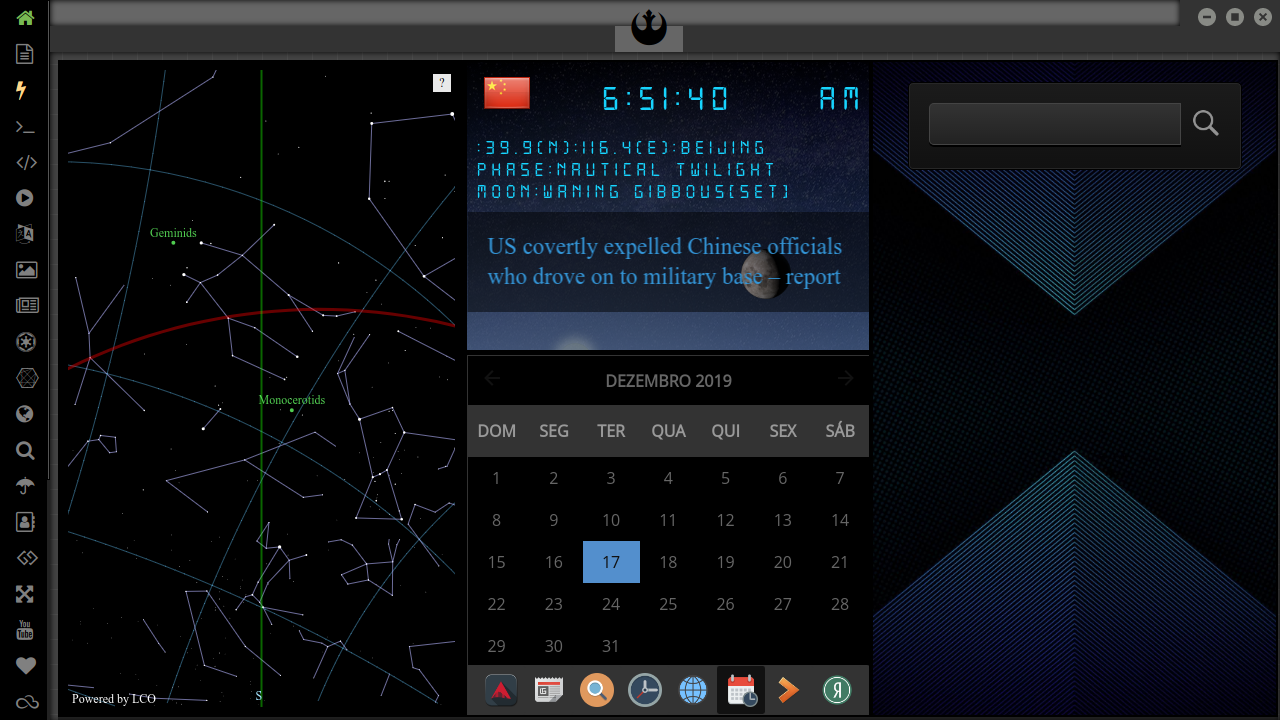 ?
Geminids
Monocerotids
Powered by LCO
S
6:51:40 AM
:39.9(N):116.4(E):BEIJING
PHASE:NAUTICAL TWILIGHT
MOON:WANING GIBBOUS(SET)
US covertly expelled Chinese officials
who drove on to military base – report
DEZEMBRO 2019
DOM SEG TER QUA QUI SEX SÁB
1 2 3 4 5 6 7
8 9 10 11 12 13 14
15 16 17 18 19 20 21
22 23 24 25 26 27 28
29 30 31
You
Tube